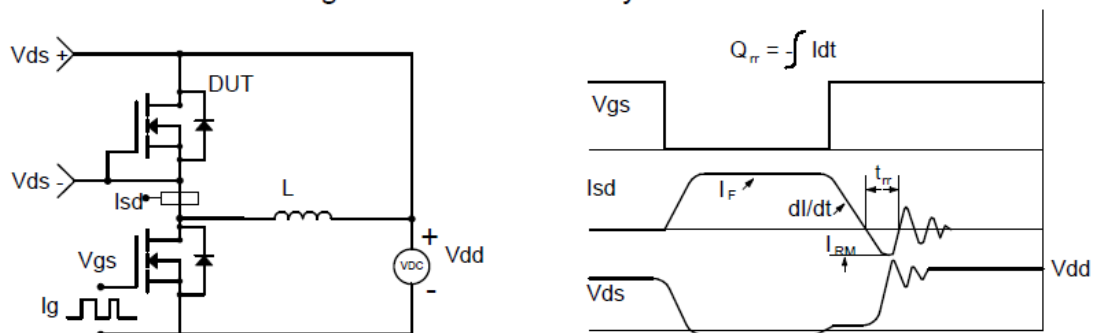 Vds +
DUT
Vds -
Isd
L
Vgs
Ig
+
VDC
-
Vdd
Qrr = -∫ Idt
Vgs
Isd
IF
dI/dt
trr
IRM
Vds
Vdd